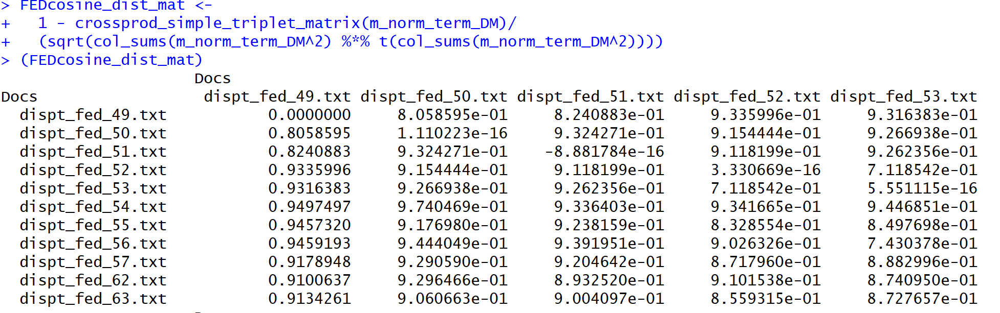 > FEDcosine_dist_mat <-
+   1 - crossprod_simple_triplet_matrix(m_norm_term_DM)/
+   (sqrt(col_sums(m_norm_term_DM^2) %*% t(col_sums(m_norm_term_DM^2))))
> (FEDcosine_dist_mat)
Docs
Docs dispt_fed_49.txt dispt_fed_50.txt dispt_fed_51.txt dispt_fed_52.txt dispt_fed_53.txt
dispt_fed_49.txt 0.0000000 8.058595e-01 8.240883e-01 9.335996e-01 9.316383e-01
dispt_fed_50.txt 0.8058595 1.110223e-16 9.324271e-01 9.154444e-01 9.266938e-01
dispt_fed_51.txt 0.8240883 9.324271e-01 -8.881784e-16 9.118199e-01 9.262356e-01
dispt_fed_52.txt 0.9335996 9.154444e-01 9.118199e-01 3.330669e-16 7.118542e-01
dispt_fed_53.txt 0.9316383 9.266938e-01 9.262356e-01 7.118542e-01 5.551115e-16
dispt_fed_54.txt 0.9497497 9.740469e-01 9.336403e-01 9.341665e-01 9.446851e-01
dispt_fed_55.txt 0.9457320 9.176980e-01 9.238159e-01 8.328554e-01 8.497698e-01
dispt_fed_56.txt 0.9459193 9.444049e-01 9.391951e-01 9.026326e-01 7.430378e-01
dispt_fed_57.txt 0.9178948 9.290590e-01 9.204642e-01 8.717960e-01 8.882996e-01
dispt_fed_62.txt 0.9100637 9.296466e-01 8.932520e-01 9.101538e-01 8.740950e-01
dispt_fed_63.txt 0.9134261 9.060663e-01 9.004097e-01 8.559315e-01 8.727657e-01